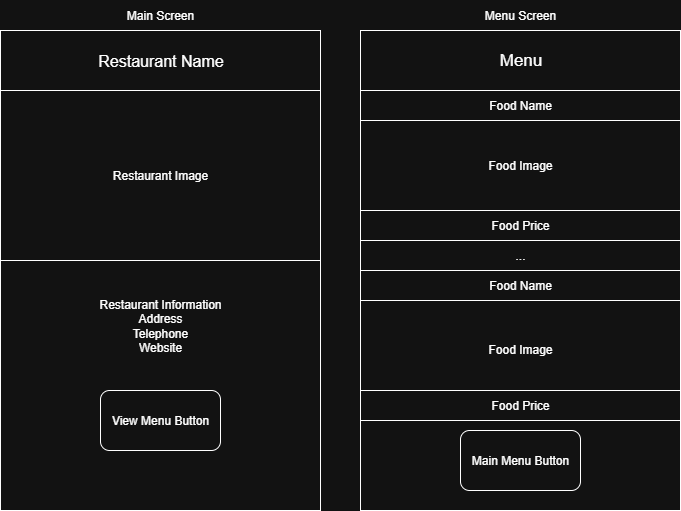 Main Screen
Restaurant Name
Restaurant Image
Restaurant Information
Address
Telephone
Website
View Menu Button
Menu Screen
Menu
Food Name
Food Image
Food Price
...
Food Name
Food Image
Food Price
Main Menu Button